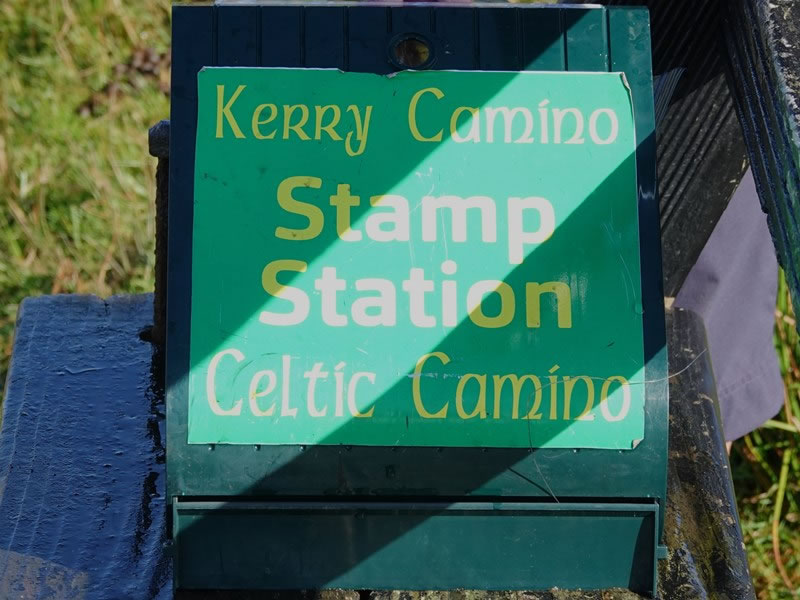 Kerry Camino
Stamp
Station
Celtic Camino